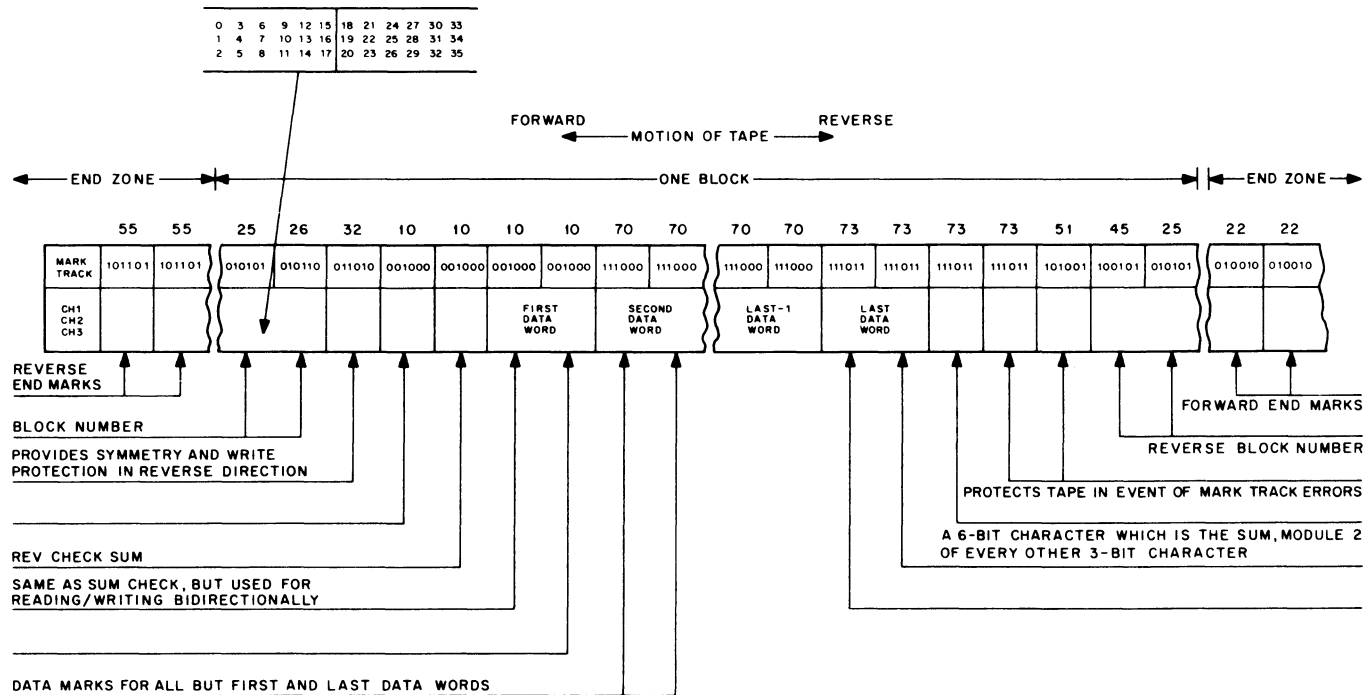 0 3 6 9 12 15 18 21 24 27 30 33
1 4 7 10 13 16 19 22 25 28 31 34
2 5 8 11 14 17 20 23 26 29 32 35
FORWARD REVERSE
MOTION OF TAPE
END ZONE ONE BLOCK END ZONE
55 55 25 26 32 10 10 10 10 70 70 70 70 73 73 73 73 51 45 25 22 22
MARK TRACK 101101 101101 010101 010110 011010 001000 001000 001000 001000 111000 111000 111000 111000 111011 111011 111011 111011 101001 100101 010101 010010 010010
CH1
CH2
CH3
FIRST
DATA
WORD
SECOND
DATA
WORD
LAST-1
DATA
WORD
LAST
DATA
WORD
REVERSE
END MARKS
FORWARD END MARKS
BLOCK NUMBER
REVERSE BLOCK NUMBER
PROVIDES SYMMETRY AND WRITE
PROTECTION IN REVERSE DIRECTION
PROTECTS TAPE IN EVENT OF MARK TRACK ERRORS
A 6-BIT CHARACTER WHICH IS THE SUM, MODULE 2
OF EVERY OTHER 3-BIT CHARACTER
REV CHECK SUM
SAME AS SUM CHECK, BUT USED FOR
READING/WRITING BIDIRECTIONALLY
DATA MARKS FOR ALL BUT FIRST AND LAST DATA WORDS